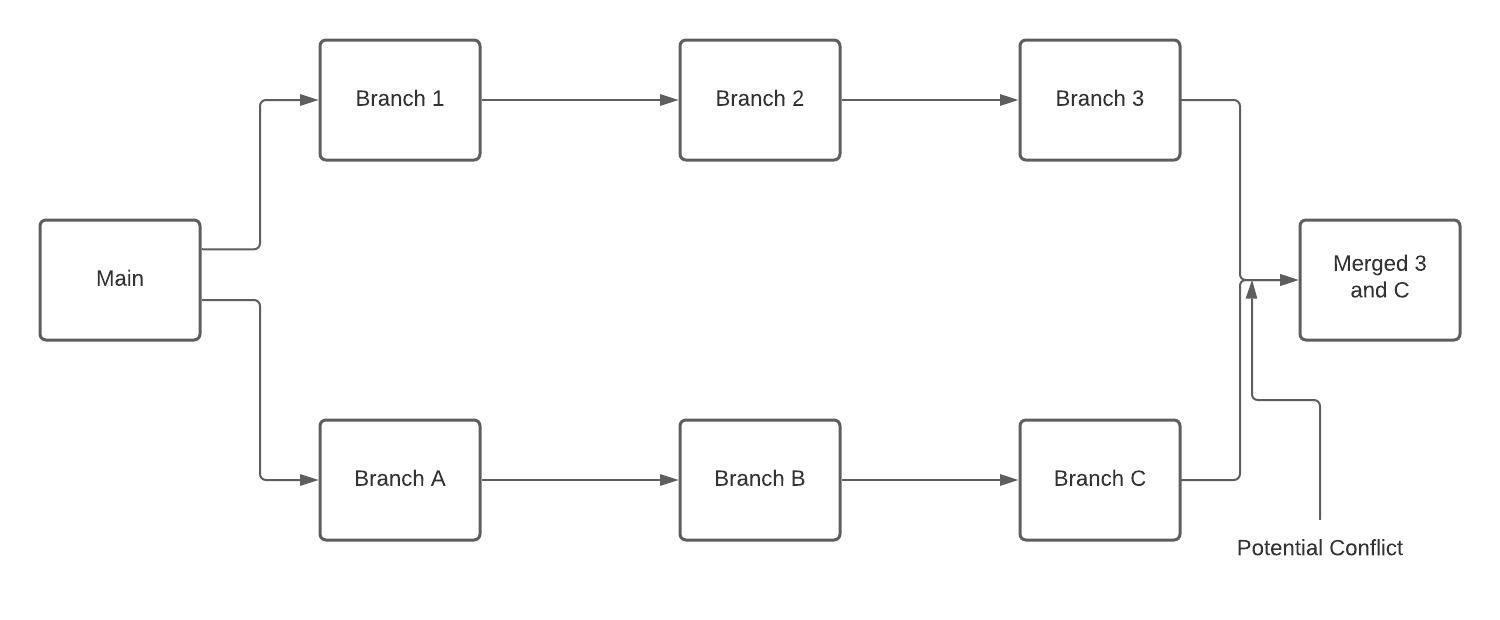 Branch 1
Branch 2
Branch 3
Main
Merged 3
and C
Branch A
Branch B
Branch C
Potential Conflict